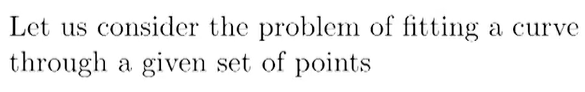 Let us consider the problem of fitting a curve
through a given set of points